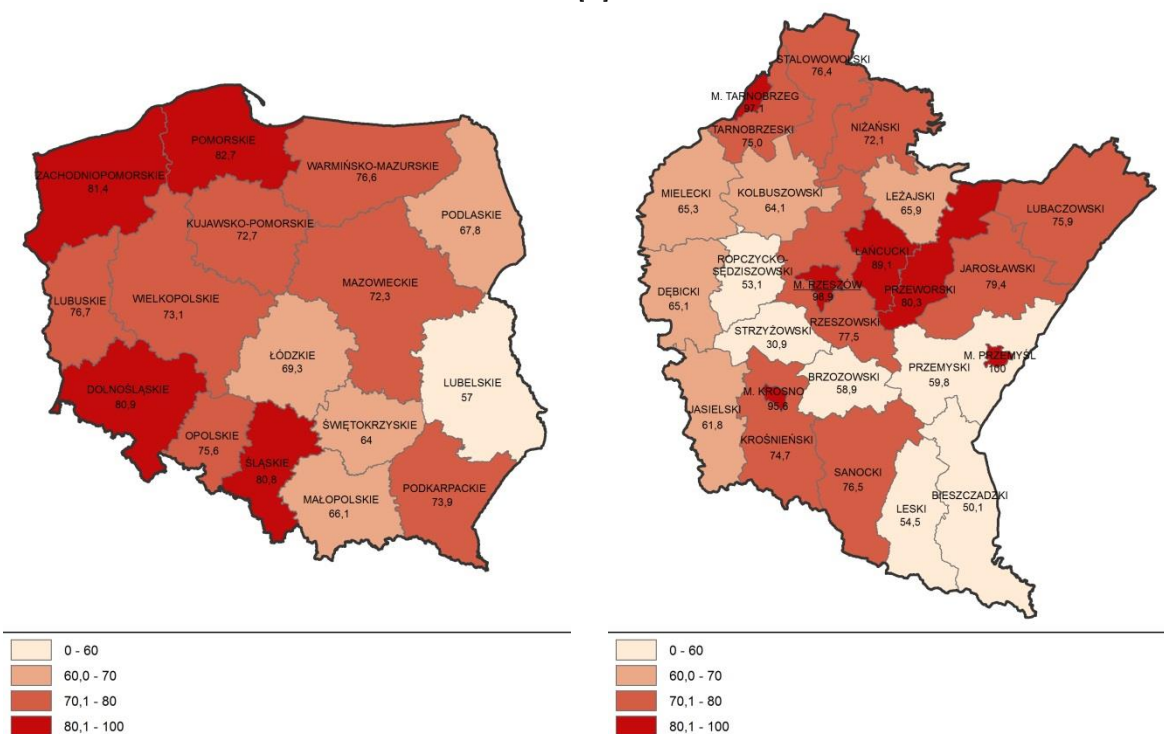 POMORSKIE
82,7
ZACHODNIOPOMORSKIE
81,4
WARMIŃSKO-MAZURSKIE
76,6
PODLASKIE
67,8
KUJAWSKO-POMORSKIE
72,7
MAZOWIECKIE
72,3
LUBUSKIE
76,7
WIELKOPOLSKIE
73,1
ŁÓDZKIE
69,3
LUBELSKIE
57
DOLNOŚLĄSKIE
80,9
OPOLSKIE
75,6
ŚLĄSKIE
80,8
ŚWIĘTOKRZYSKIE
64
MAŁOPOLSKIE
66,1
PODKARPACKIE
73,9
0 - 60
60,0 - 70
70,1 - 80
80,1 - 100
STALOWOWOLSKI
76,4
M. TARNOBRZEG
97,1
TARNOBRZESKI
75,0
NIŻAŃSKI
72,1
MIELECKI
65,3
KOLBUSZOWSKI
64,1
LEŻAJSKI
65,9
LUBACZOWSKI
75,9
ROPCZYCKO-
SĘDZISZOWSKI
53,1
ŁAŃCUCKI
89,1
M. RZESZÓW
98,9
PRZEWORSKI
80,3
JAROSŁAWSKI
79,4
DĘBICKI
65,1
STRZYŻOWSKI
30,9
RZESZOWSKI
77,5
M. PRZEMYŚL
100
PRZEMYSKI
59,8
BRZOZOWSKI
58,9
M. KROSNO
95,6
JASIELSKI
61,8
KROŚNIEŃSKI
74,7
SANOCKI
76,5
LESKI
54,5
BIESZCZADZKI
50,1
0 - 60
60,0 - 70
70,1 - 80
80,1 - 100